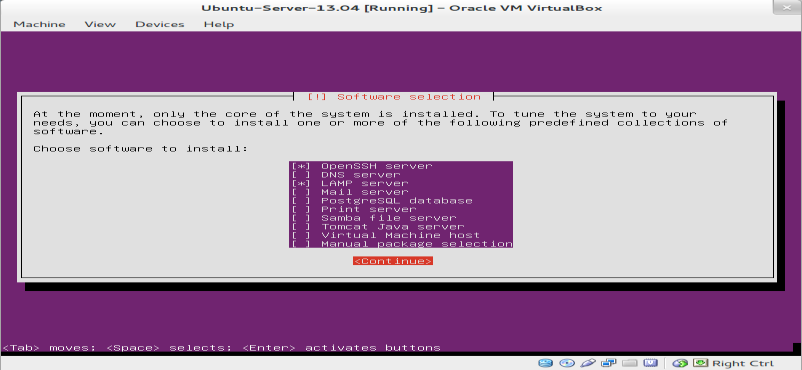 Ubuntu-Server-13.04 [Running] - Oracle VM VirtualBox
Machine View Devices Help
[!] Software selection
At the moment, only the core of the system is installed. To tune the system to your
needs, you can choose to install one or more of the following predefined collections of
software.
Choose software to install:
[*] OpenSSH server
[ ] DNS server
[*] LAMP server
[ ] Mail server
[ ] PostgreSQL database
[ ] Print server
[ ] Samba file server
[ ] Tomcat Java server
[ ] Virtual Machine host
[ ] Manual package selection
<Continue>
<Tab> moves; <Space> selects; <Enter> activates buttons
Right Ctrl